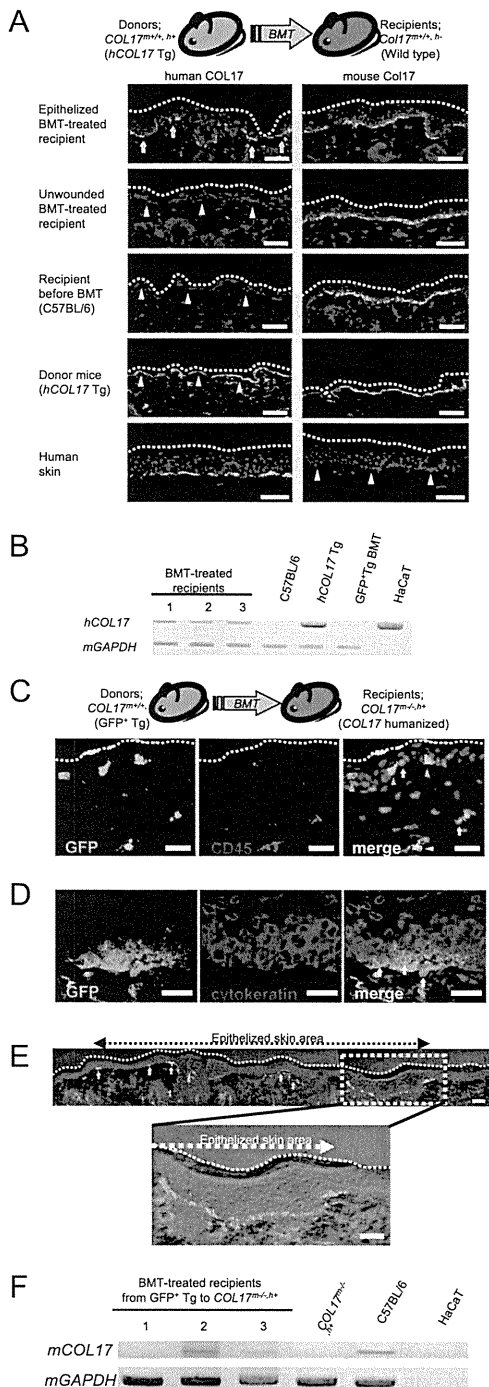 A
Donors;
COL17m+/+, h+
(hCOL17 Tg)
BMT
Recipients;
Col17m+/+, h-
(Wild type)
human COL17
mouse Col17
Epithelized
BMT-treated
recipient
Unwounded
BMT-treated
recipient
Recipient
before BMT
(C57BL/6)
Donor mice
(hCOL17 Tg)
Human
skin
B
BMT-treated
recipients
1 2 3
C57BL/6
hCOL17 Tg
GFP+Tg BMT
HaCaT
hCOL17
mGAPDH
C
Donors;
COL17m+/+,
(GFP+ Tg)
BMT
Recipients;
COL17m-/-,h+
(COL17 humanized)
GFP
CD45
merge
D
GFP
cytokeratin
merge
E
Epithelized skin area
Epithelized skin area
F
BMT-treated recipients
from GFP+ Tg to COL17m-/-,h+
1 2 3
COL17m-/-
,h+
C57BL/6
HaCaT
mCOL17
mGAPDH